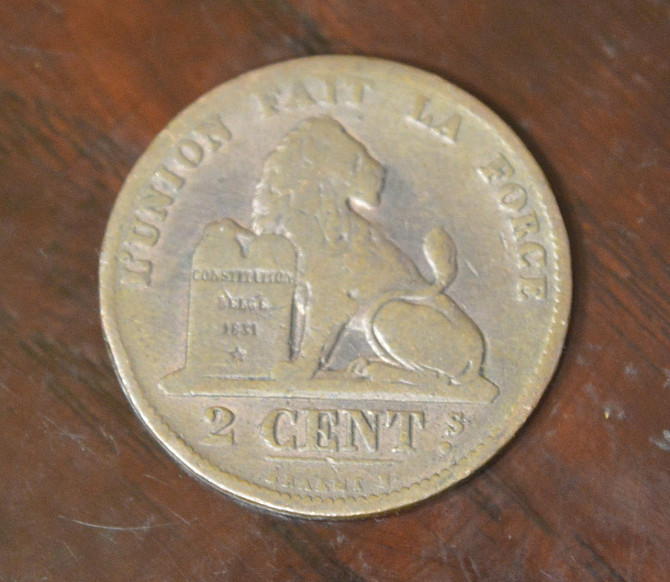 L'UNION FAIT LA FORCE
CONSTITUTION
BELGE
1831
2 CENTS